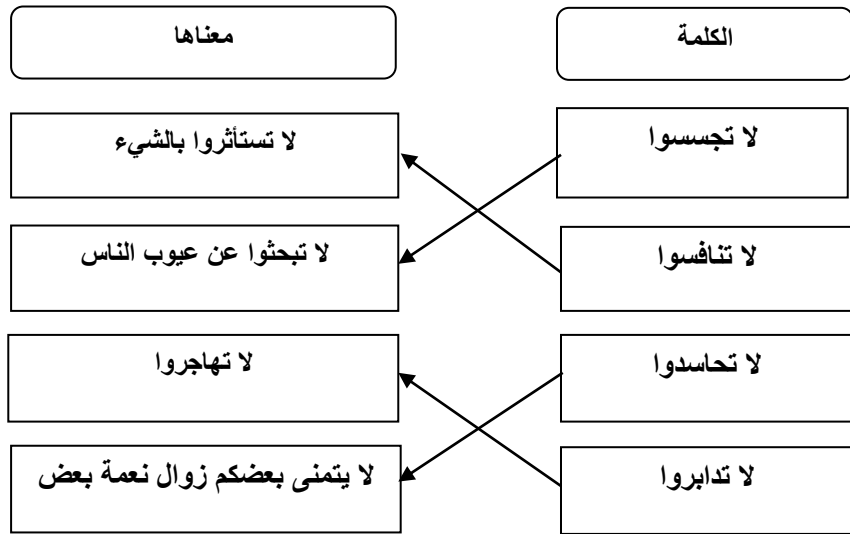 الكلمة
معناها
لا تجسسوا
لا تستأثروا بالشيء
لا تنافسوا
لا تبحثوا عن عيوب الناس
لا تحاسدوا
لا تهاجروا
لا تدابروا
لا يتمنى بعضكم زوال نعمة بعض